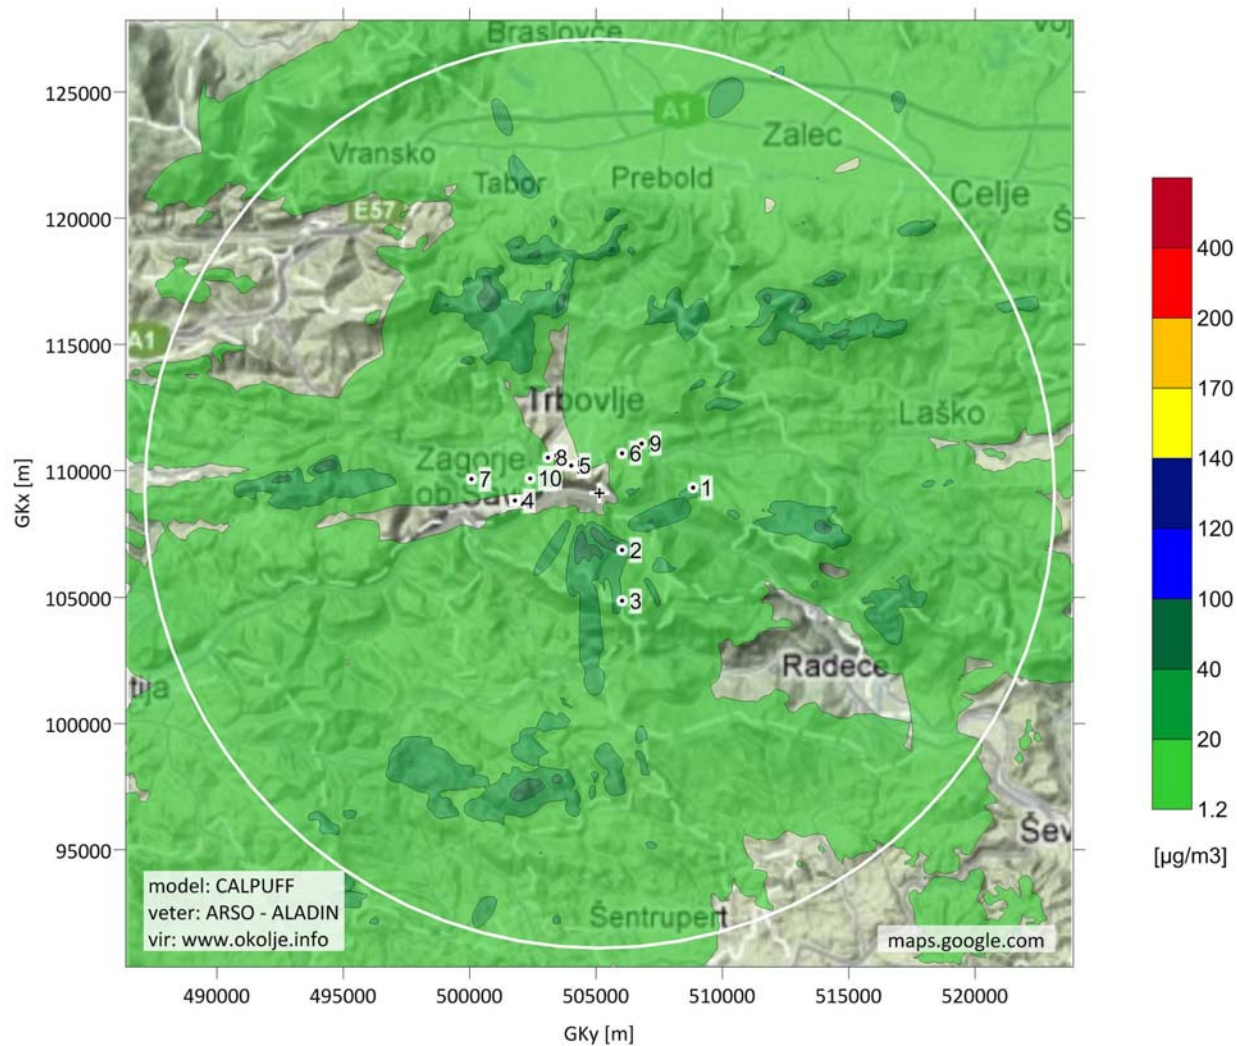 Braslovče
125000
A1
Zalec
Vransko
Tabor
Prebold
Celje
120000
E57
400
200
115000
A1
170
Trbovlje
Laško
140
110000
Zagorje
9
8
6
5
7
10
ob Savi
4
1
120
2
100
105000
3
40
Radeče
20
100000
1.2
[µg/m3]
95000
model: CALPUFF
veter: ARSO - ALADIN
vir: www.okolje.info
Šentrupert
maps.google.com
490000
495000
500000
505000
510000
515000
520000
GKy [m]
GKx [m]